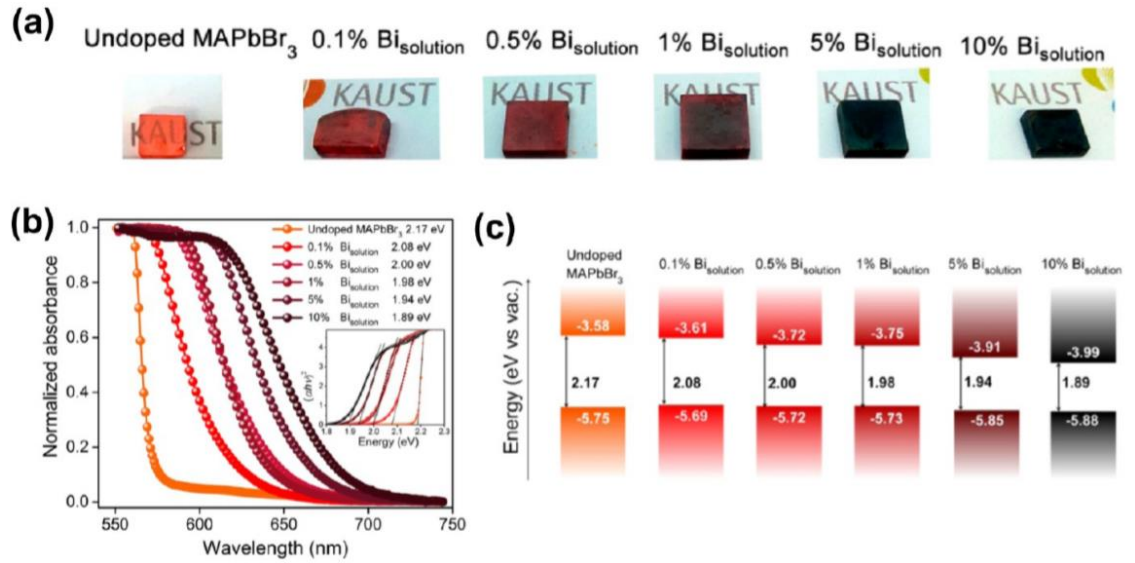 (a)
Undoped MAPbBr3
0.1% Bisolution
0.5% Bisolution
1% Bisolution
5% Bisolution
10% Bisolution
KAUST
KAUST
KAUST
KAUST
KAUST
KAUST
(b)
Normalized absorbance
1.0
0.8
0.6
0.4
0.2
0.0
550
600
650
700
750
Wavelength (nm)
Undoped MAPbBr3 2.17 eV
0.1% Bisolution 2.08 eV
0.5% Bisolution 2.00 eV
1% Bisolution 1.98 eV
5% Bisolution 1.94 eV
10% Bisolution 1.89 eV
(αhν)²
4
3
2
1
0
1.8
1.9
2.0
2.1
2.2
2.3
Energy (eV)
(c)
Energy (eV vs vac.)
Undoped
MAPbBr3
0.1% Bisolution
0.5% Bisolution
1% Bisolution
5% Bisolution
10% Bisolution
-3.58
-3.61
-3.72
-3.75
-3.91
-3.99
2.17
2.08
2.00
1.98
1.94
1.89
-5.75
-5.69
-5.72
-5.73
-5.85
-5.88